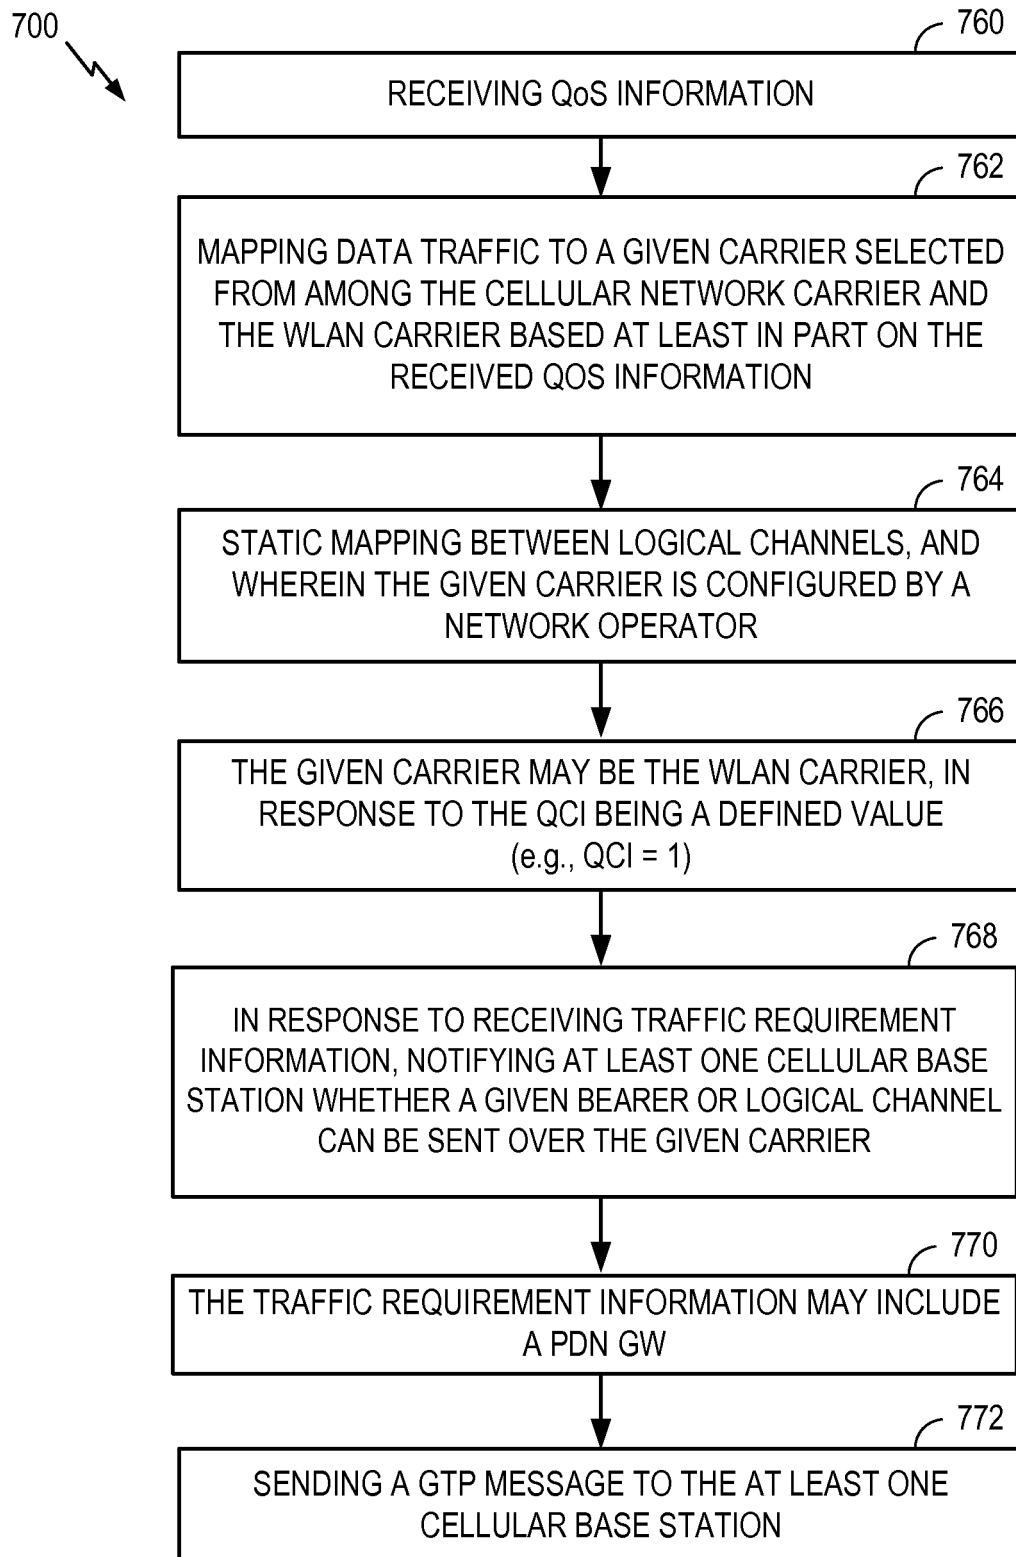 700
760
RECEIVING QoS INFORMATION
762
MAPPING DATA TRAFFIC TO A GIVEN CARRIER SELECTED
FROM AMONG THE CELLULAR NETWORK CARRIER AND
THE WLAN CARRIER BASED AT LEAST IN PART ON THE
RECEIVED QOS INFORMATION
764
STATIC MAPPING BETWEEN LOGICAL CHANNELS, AND
WHEREIN THE GIVEN CARRIER IS CONFIGURED BY A
NETWORK OPERATOR
766
THE GIVEN CARRIER MAY BE THE WLAN CARRIER, IN
RESPONSE TO THE QCI BEING A DEFINED VALUE
(e.g., QCI = 1)
768
IN RESPONSE TO RECEIVING TRAFFIC REQUIREMENT
INFORMATION, NOTIFYING AT LEAST ONE CELLULAR BASE
STATION WHETHER A GIVEN BEARER OR LOGICAL CHANNEL
CAN BE SENT OVER THE GIVEN CARRIER
770
THE TRAFFIC REQUIREMENT INFORMATION MAY INCLUDE
A PDN GW
772
SENDING A GTP MESSAGE TO THE AT LEAST ONE
CELLULAR BASE STATION